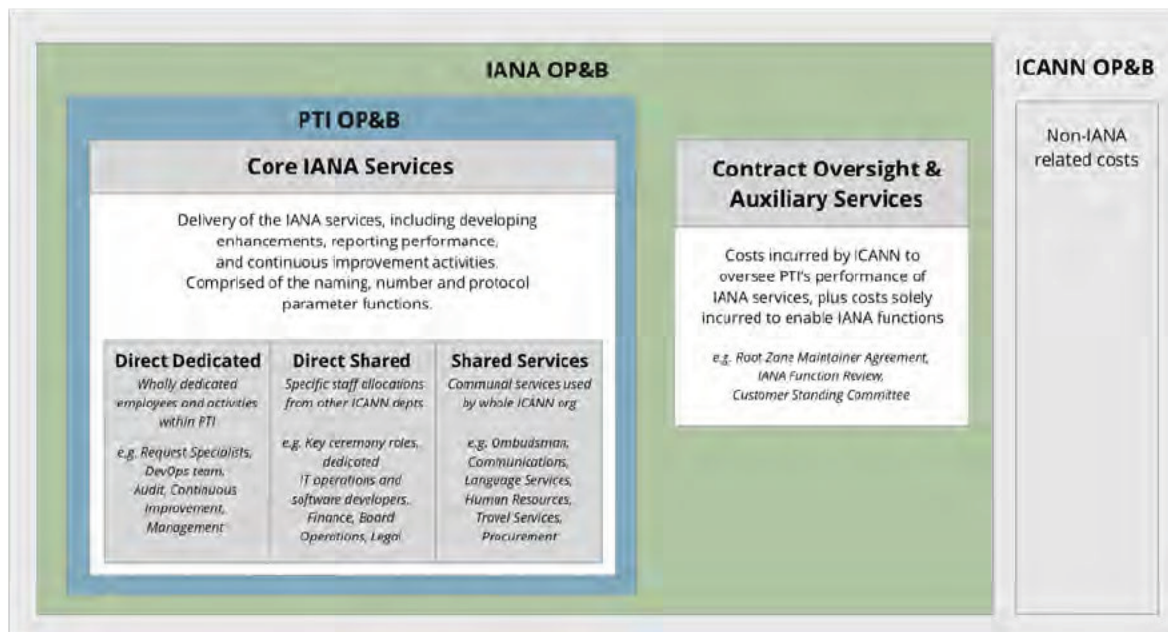 IANA OP&B
ICANN OP&B
PTI OP&B
Core IANA Services
Delivery of the IANA services, including developing
enhancements, reporting performance,
and continuous improvement activities.
Comprised of the naming, number and protocol
parameter functions.
Direct Dedicated
Wholly dedicated
employees and activities
within PTI
e.g. Request Specialists,
DevOps team,
Audit, Continuous
Improvement,
Management
Direct Shared
Specific staff allocations
from other ICANN depts
e.g. Key ceremony roles,
dedicated
IT operations and
software developers,
Finance, Board
Operations, Legal
Shared Services
Communal services used
by whole ICANN org
e.g. Ombudsman,
Communications,
Language Services,
Human Resources,
Travel Services,
Procurement
Contract Oversight &
Auxiliary Services
Costs incurred by ICANN to
oversee PTI's performance of
IANA services, plus costs solely
incurred to enable IANA functions
e.g. Root Zone Maintainer Agreement,
IANA Function Review,
Customer Standing Committee
Non-IANA
related costs